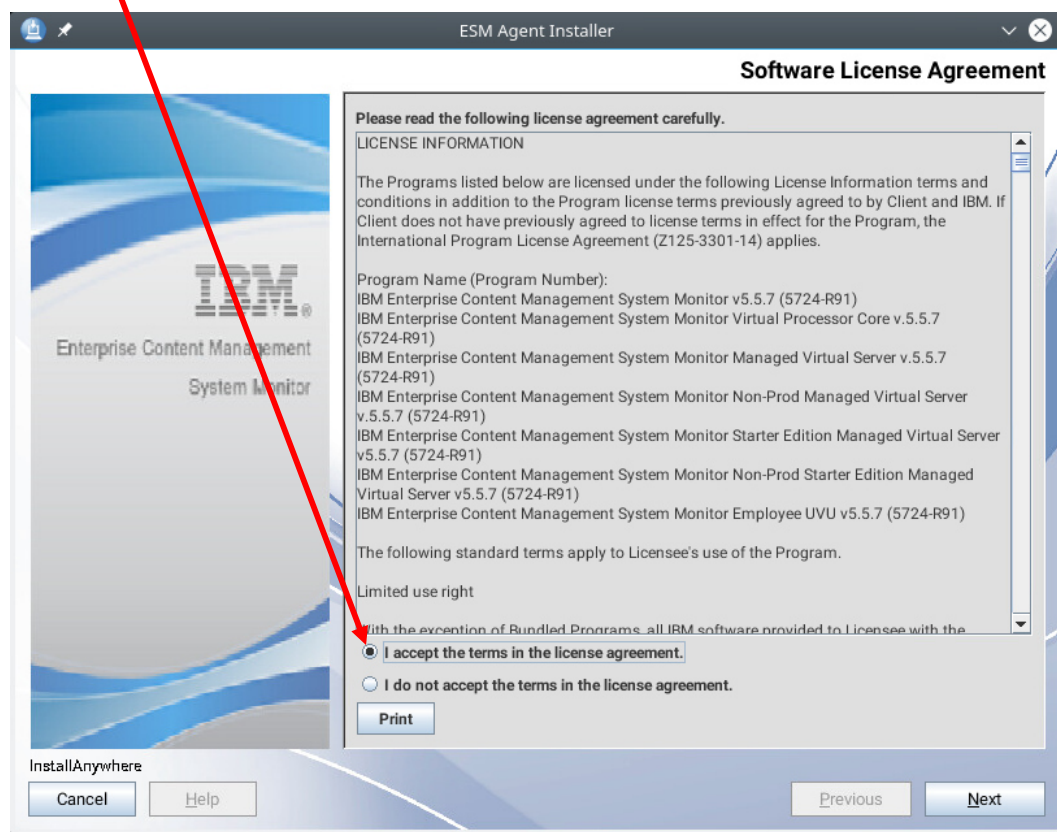 ESM Agent Installer
Software License Agreement
IBM®
Enterprise Content Management
System Monitor
Please read the following license agreement carefully.
LICENSE INFORMATION
The Programs listed below are licensed under the following License Information terms and
conditions in addition to the Program license terms previously agreed to by Client and IBM. If
Client does not have previously agreed to license terms in effect for the Program, the
International Program License Agreement (Z125-3301-14) applies.
Program Name (Program Number):
IBM Enterprise Content Management System Monitor v5.5.7 (5724-R91)
IBM Enterprise Content Management System Monitor Virtual Processor Core v.5.5.7
(5724-R91)
IBM Enterprise Content Management System Monitor Managed Virtual Server v.5.5.7
(5724-R91)
IBM Enterprise Content Management System Monitor Non-Prod Managed Virtual Server
v.5.5.7 (5724-R91)
IBM Enterprise Content Management System Monitor Starter Edition Managed Virtual Server
v5.5.7 (5724-R91)
IBM Enterprise Content Management System Monitor Non-Prod Starter Edition Managed
Virtual Server v5.5.7 (5724-R91)
IBM Enterprise Content Management System Monitor Employee UVU v5.5.7 (5724-R91)
The following standard terms apply to Licensee's use of the Program.
Limited use right
With the exception of Bundled Programs, all IBM software provided to Licensee with the
I accept the terms in the license agreement.
I do not accept the terms in the license agreement.
Print
InstallAnywhere
Cancel
Help
Previous
Next